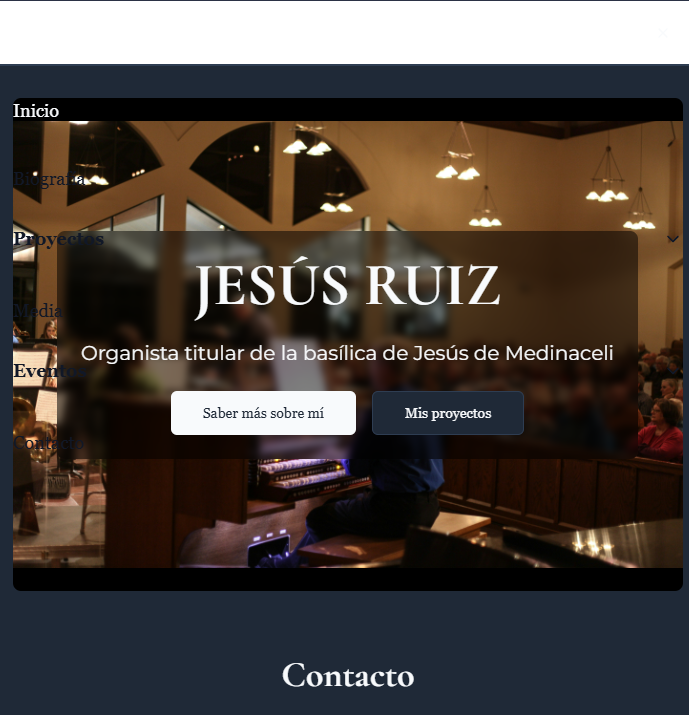 Inicio
Biografía
Proyectos
JESÚS RUIZ
Media
Organista titular de la basílica de Jesús de Medinaceli
Eventos
Saber más sobre mí
Mis proyectos
Contacto
Contacto